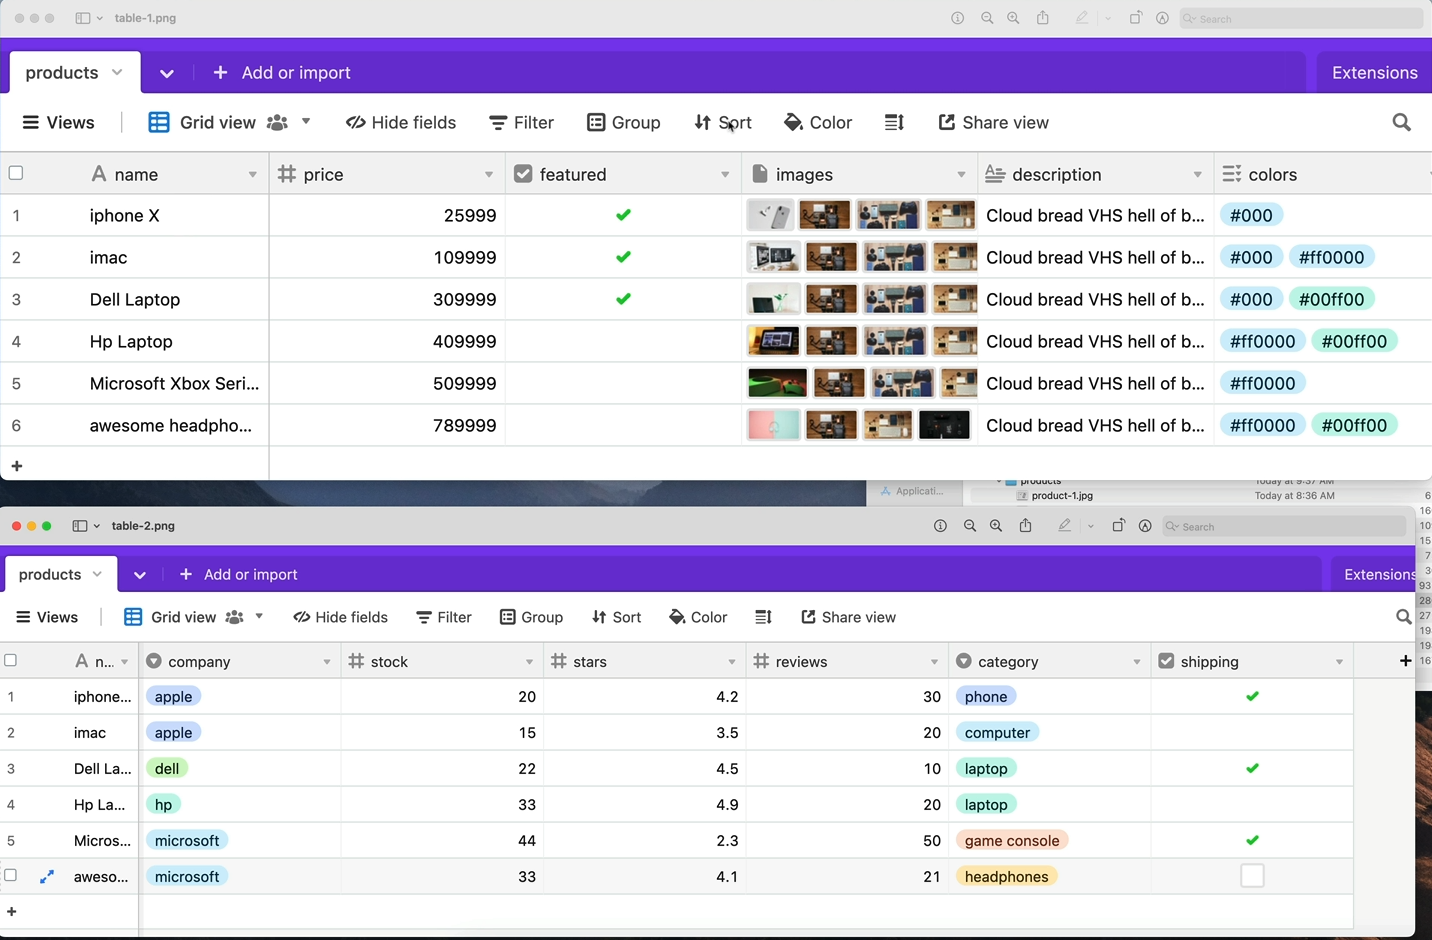 table-1.png
Search
products
Add or import
Extensions
Views
Grid view
Hide fields
Filter
Group
Sort
Color
Share view
name price featured images description colors
1 iphone X 25999 Cloud bread VHS hell of b... #000
2 imac 109999 Cloud bread VHS hell of b... #000 #ff0000
3 Dell Laptop 309999 Cloud bread VHS hell of b... #000 #00ff00
4 Hp Laptop 409999 Cloud bread VHS hell of b... #ff0000 #00ff00
5 Microsoft Xbox Seri... 509999 Cloud bread VHS hell of b... #ff0000
6 awesome headpho... 789999 Cloud bread VHS hell of b... #ff0000 #00ff00
products Today at 9:37 AM
Applicati... product-1.jpg Today at 8:36 AM
table-2.png
Search
products
Add or import
Extensions
Views
Grid view
Hide fields
Filter
Group
Sort
Color
Share view
n... company stock stars reviews category shipping
1 iphone... apple 20 4.2 30 phone
2 imac apple 15 3.5 20 computer
3 Dell La... dell 22 4.5 10 laptop
4 Hp La... hp 33 4.9 20 laptop
5 Micros... microsoft 44 2.3 50 game console
aweso... microsoft 33 4.1 21 headphones